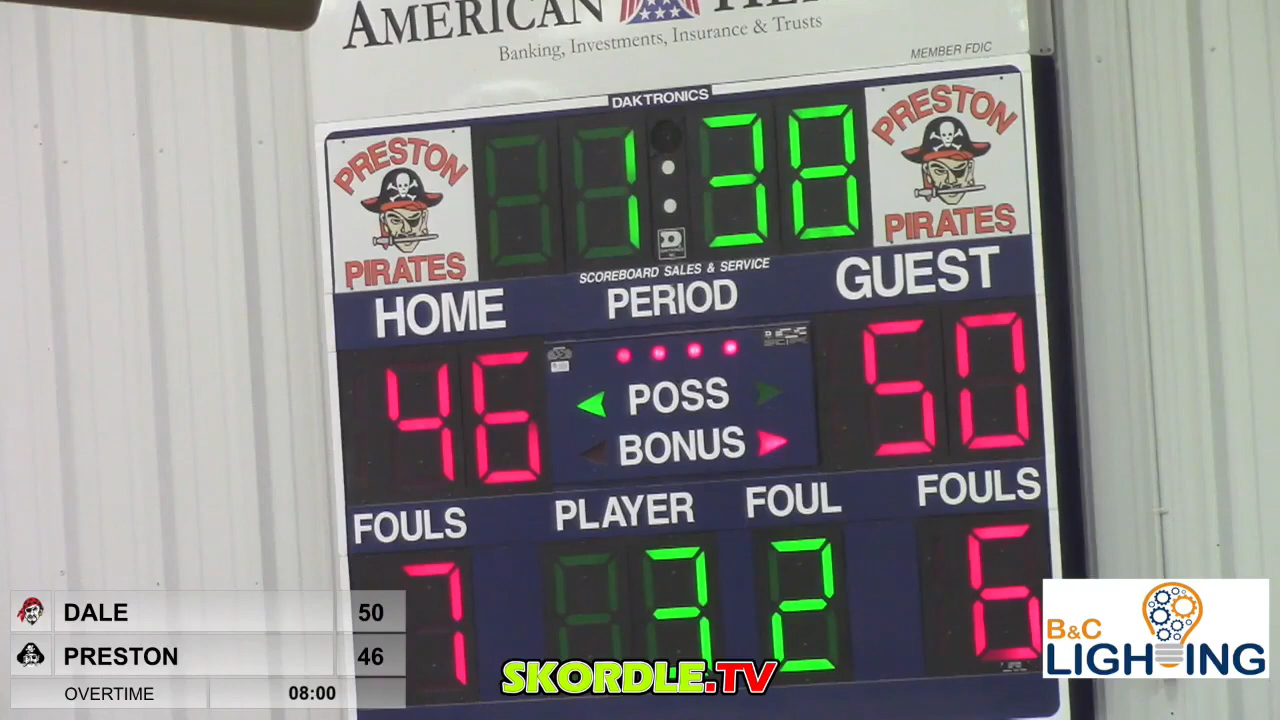 AMERICAN
Banking, Investments, Insurance & Trusts
MEMBER FDIC
DAKTRONICS
PRESTON PIRATES
1:38
PRESTON PIRATES
SCOREBOARD SALES & SERVICE
HOME PERIOD GUEST
46 50
POSS
BONUS
FOULS PLAYER FOUL FOULS
7 3 2 6
DALE 50
PRESTON 46
OVERTIME 08:00
SKORDLE.TV
B&C
LIGHTING